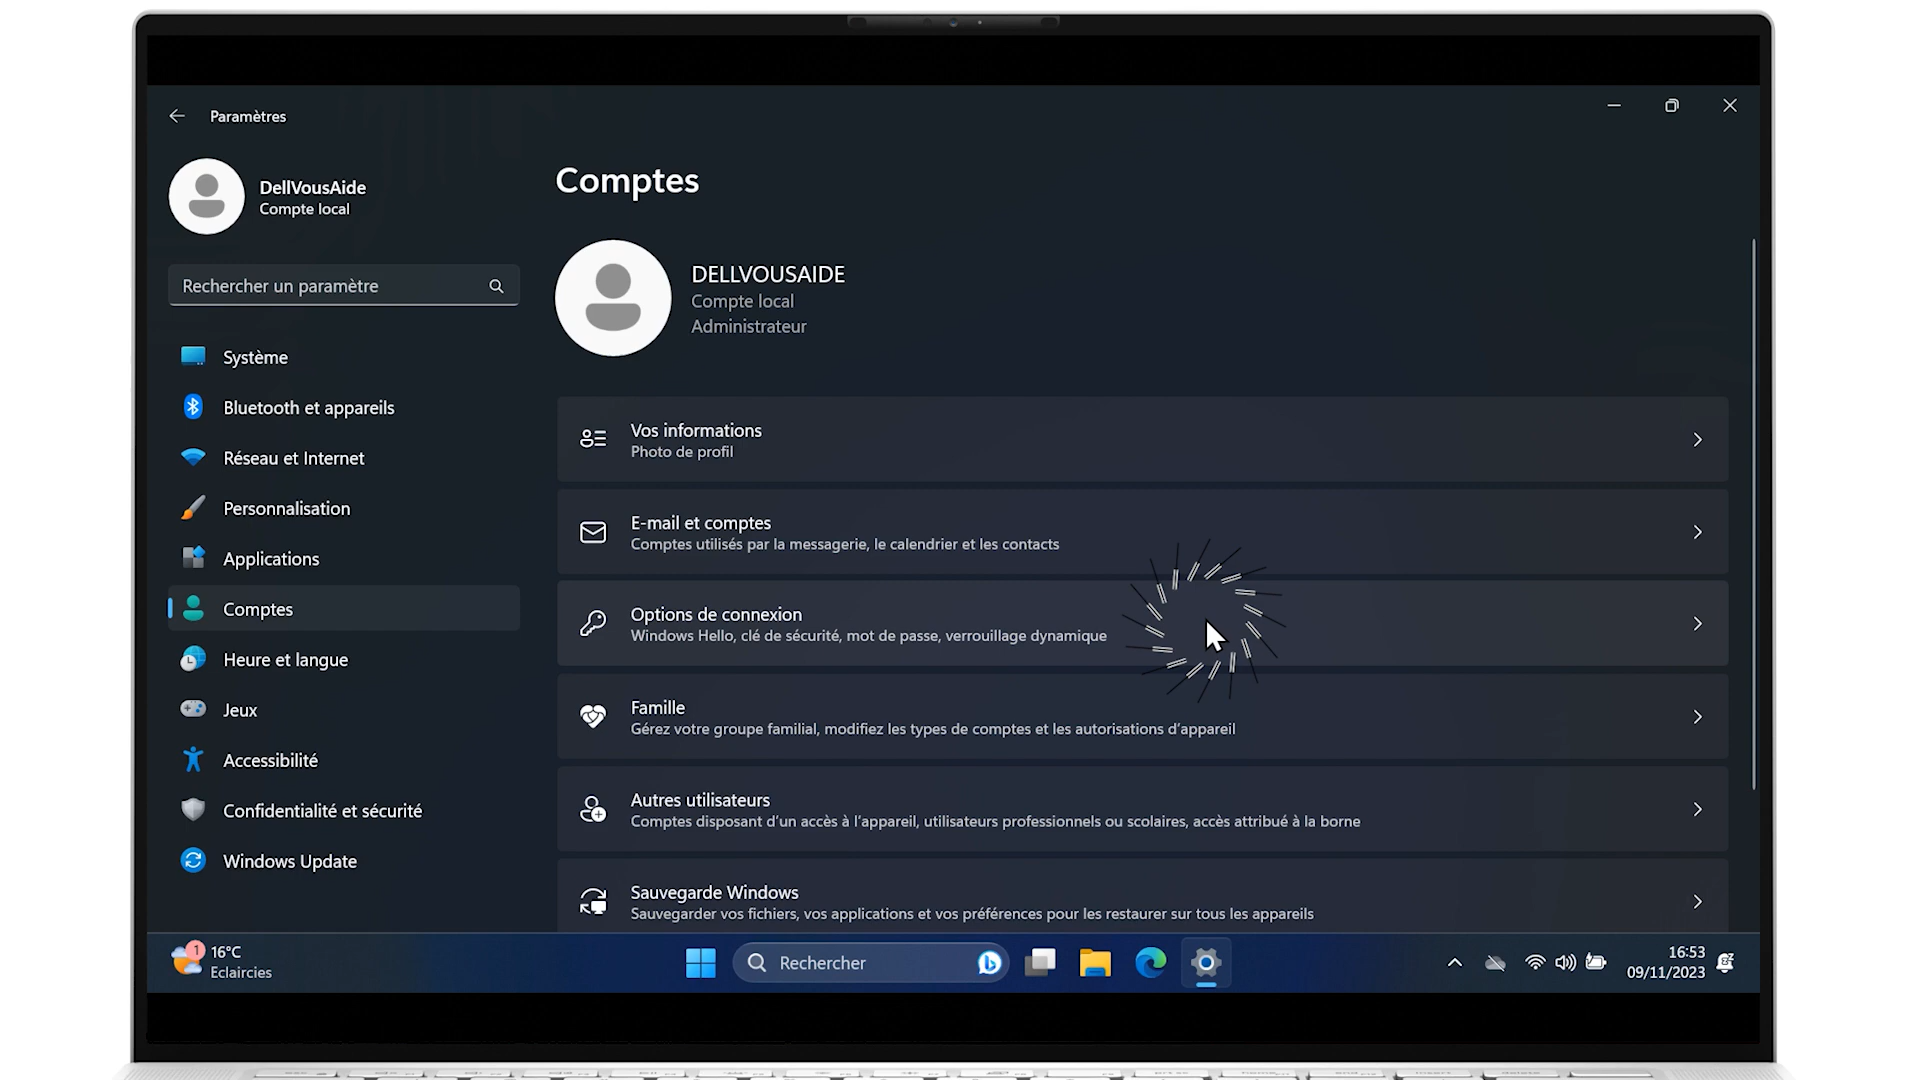 Paramètres
DellVousAide
Compte local
Rechercher un paramètre
Système
Bluetooth et appareils
Réseau et Internet
Personnalisation
Applications
Comptes
Heure et langue
Jeux
Accessibilité
Confidentialité et sécurité
Windows Update
Comptes
DELLVOUSAIDE
Compte local
Administrateur
Vos informations
Photo de profil
E-mail et comptes
Comptes utilisés par la messagerie, le calendrier et les contacts
Options de connexion
Windows Hello, clé de sécurité, mot de passe, verrouillage dynamique
Famille
Gérez votre groupe familial, modifiez les types de comptes et les autorisations d'appareil
Autres utilisateurs
Comptes disposant d'un accès à l'appareil, utilisateurs professionnels ou scolaires, accès attribué à la borne
Sauvegarde Windows
Sauvegarder vos fichiers, vos applications et vos préférences pour les restaurer sur tous les appareils
1
16°C
Eclaircies
Rechercher
16:53
09/11/2023